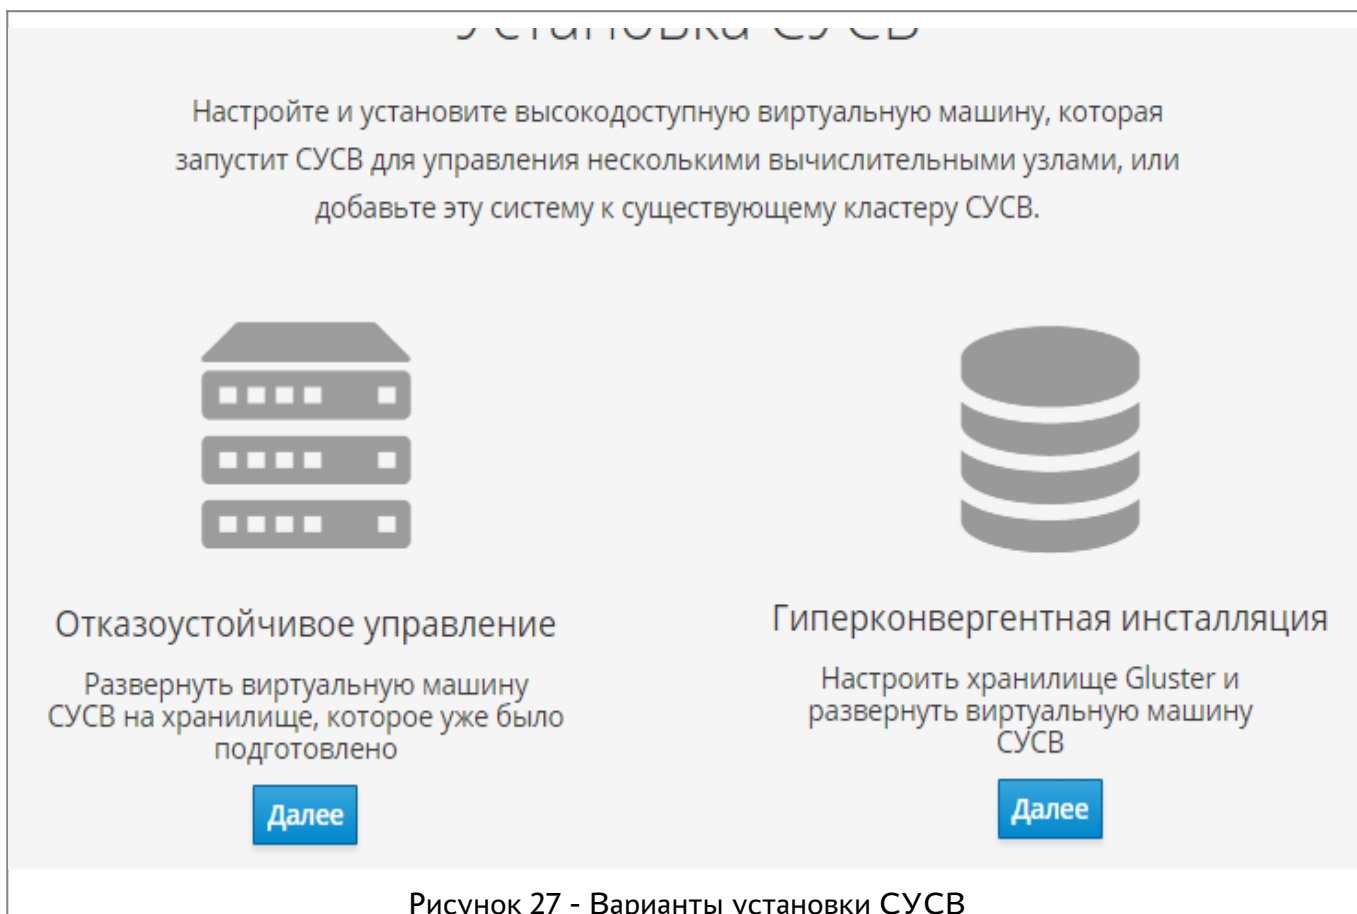 Установка СУСВ
Настройте и установите высокодоступную виртуальную машину, которая
запустит СУСВ для управления несколькими вычислительными узлами, или
добавьте эту систему к существующему кластеру СУСВ.
Отказоустойчивое управление
Развернуть виртуальную машину
СУСВ на хранилище, которое уже было
подготовлено
Далее
Гиперконвергентная инсталляция
Настроить хранилище Gluster и
развернуть виртуальную машину
СУСВ
Далее
Рисунок 27 - Варианты установки СУСВ